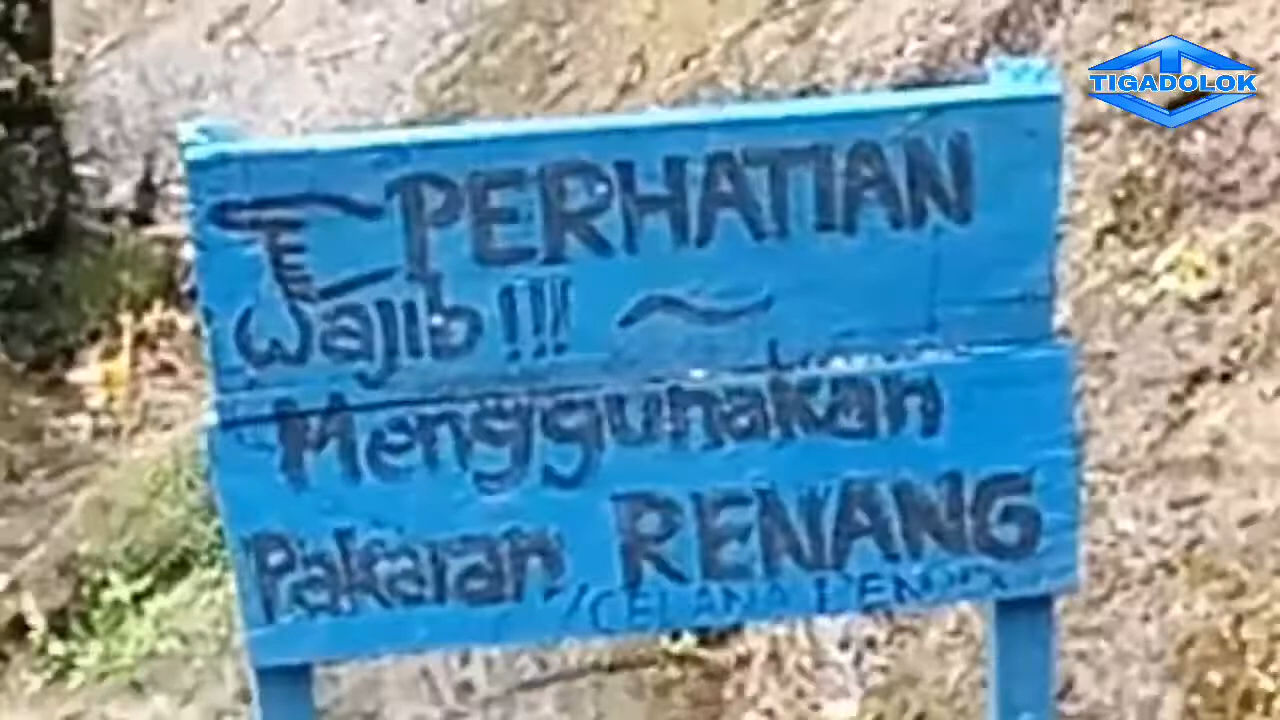 TIGADOLOK
PERHATIAN
Wajib!!! ~
Menggunakan
Pakaian RENANG
/CELANA PENDEK